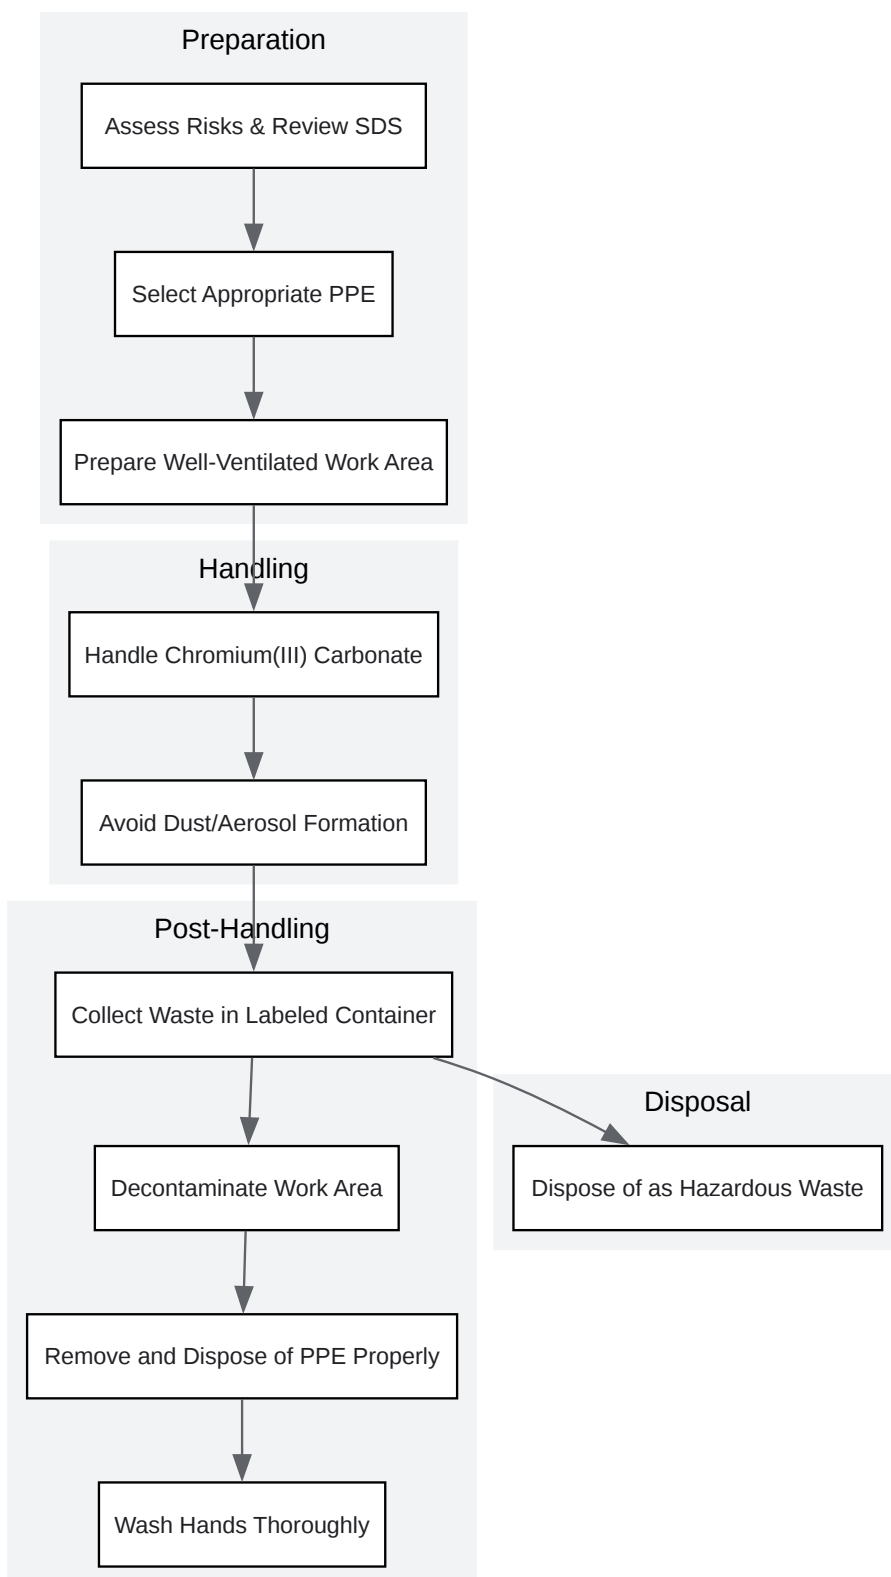 Preparation
Assess Risks & Review SDS
Select Appropriate PPE
Prepare Well-Ventilated Work Area
Handling
Handle Chromium(III) Carbonate
Avoid Dust/Aerosol Formation
Post-Handling
Collect Waste in Labeled Container
Disposal
Decontaminate Work Area
Dispose of as Hazardous Waste
Remove and Dispose of PPE Properly
Wash Hands Thoroughly